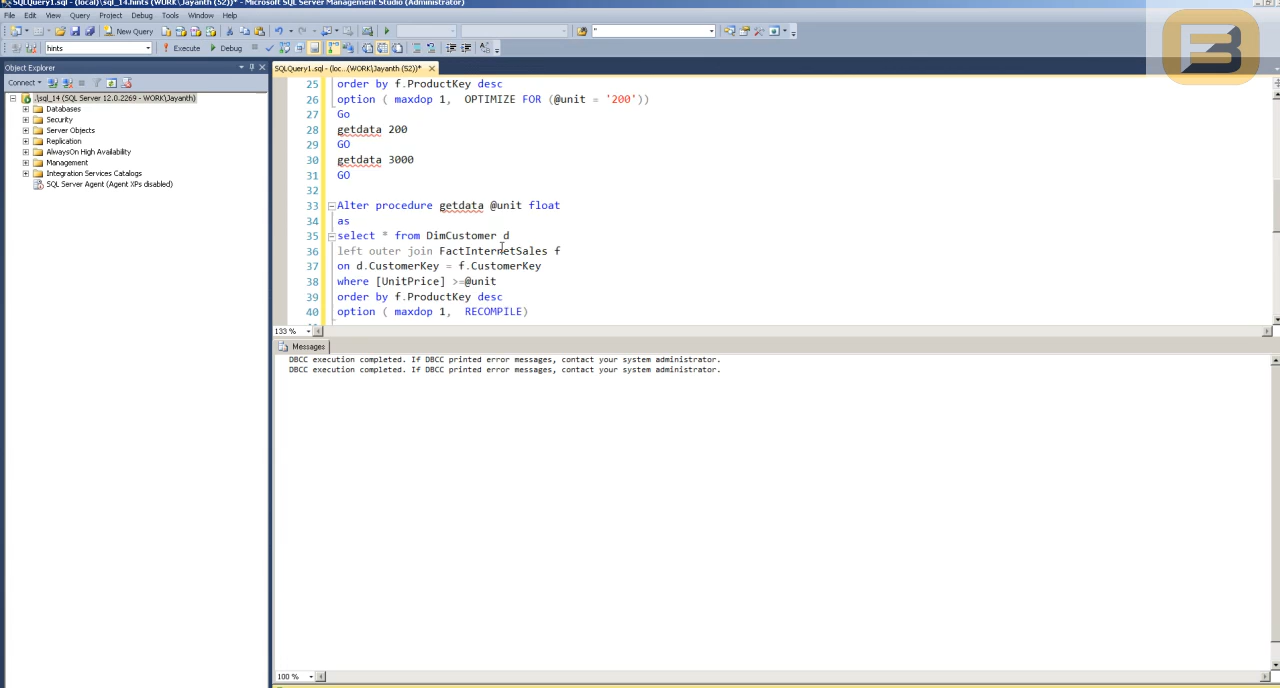 SQLQuery1.sql - (local)\sql_14.hints (WORK\Jayanth (52))* - Microsoft SQL Server Management Studio (Administrator)
File Edit View Query Project Debug Tools Window Help
New Query
hints Execute Debug
Object Explorer
SQLQuery1.sql - (loc...(WORK\Jayanth (52))*
Connect
.\sql_14 (SQL Server 12.0.2269 - WORK\Jayanth)
Databases
Security
Server Objects
Replication
AlwaysOn High Availability
Management
Integration Services Catalogs
SQL Server Agent (Agent XPs disabled)
25 order by f.ProductKey desc
26 option ( maxdop 1, OPTIMIZE FOR (@unit = '200'))
27 Go
28 getdata 200
29 GO
30 getdata 3000
31 GO
32
33 Alter procedure getdata @unit float
34 as
35 select * from DimCustomer d
36 left outer join FactInternetSales f
37 on d.CustomerKey = f.CustomerKey
38 where [UnitPrice] >=@unit
39 order by f.ProductKey desc
40 option ( maxdop 1, RECOMPILE)
133 %
Messages
DBCC execution completed. If DBCC printed error messages, contact your system administrator.
DBCC execution completed. If DBCC printed error messages, contact your system administrator.
100 %